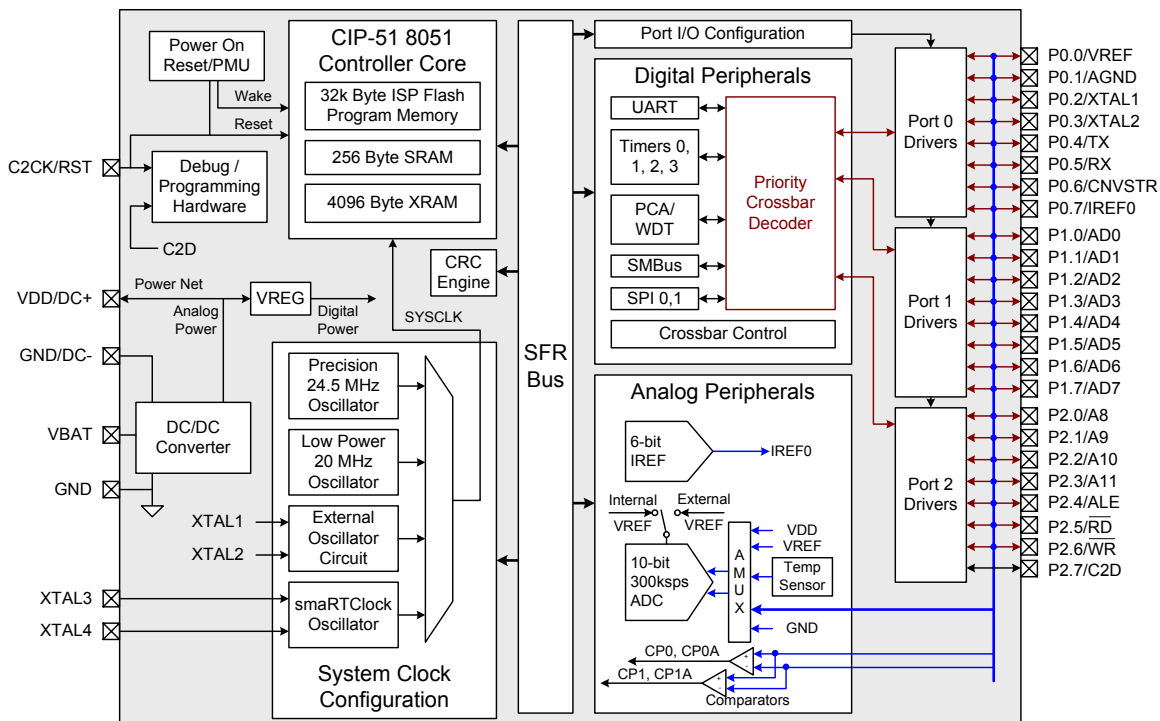 Power On
Reset/PMU
Wake
Reset
C2CK/RST
Debug /
Programming
Hardware
C2D
CIP-51 8051
Controller Core
32k Byte ISP Flash
Program Memory
256 Byte SRAM
4096 Byte XRAM
CRC
Engine
VDD/DC+
Power Net
Analog
Power
VREG
Digital
Power
SYSCLK
GND/DC-
DC/DC
Converter
VBAT
GND
XTAL1
XTAL2
XTAL3
XTAL4
Precision
24.5 MHz
Oscillator
Low Power
20 MHz
Oscillator
External
Oscillator
Circuit
smaRTClock
Oscillator
System Clock
Configuration
SFR
Bus
Port I/O Configuration
Digital Peripherals
UART
Timers 0,
1, 2, 3
PCA/
WDT
SMBus
SPI 0,1
Priority
Crossbar
Decoder
Crossbar Control
Analog Peripherals
6-bit
IREF
IREF0
Internal
VREF
External
VREF
10-bit
300ksps
ADC
A
M
U
X
VDD
VREF
Temp
Sensor
GND
CP0, CP0A
+
-
CP1, CP1A
+
-
Comparators
Port 0
Drivers
Port 1
Drivers
Port 2
Drivers
P0.0/VREF
P0.1/AGND
P0.2/XTAL1
P0.3/XTAL2
P0.4/TX
P0.5/RX
P0.6/CNVSTR
P0.7/IREF0
P1.0/AD0
P1.1/AD1
P1.2/AD2
P1.3/AD3
P1.4/AD4
P1.5/AD5
P1.6/AD6
P1.7/AD7
P2.0/A8
P2.1/A9
P2.2/A10
P2.3/A11
P2.4/ALE
P2.5/RD
P2.6/WR
P2.7/C2D